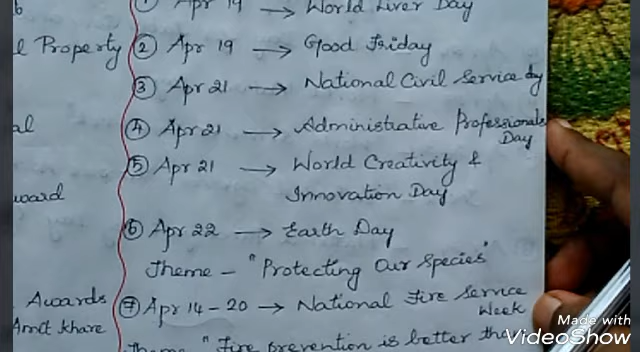 ① Apr 19 → World Liver Day
l Property
② Apr 19 → Good Friday
③ Apr 21 → National Civil Service day
al
④ Apr 21 → Administrative Professionals
Day
⑤ Apr 21 → World Creativity &
Innovation Day
ward
⑥ Apr 22 → Earth Day
Theme - "Protecting Our Species"
Awards
⑦ Apr 14-20 → National Fire Service
Week
Amit Khare
Theme "Fire prevention is better than
Made with
VideoShow